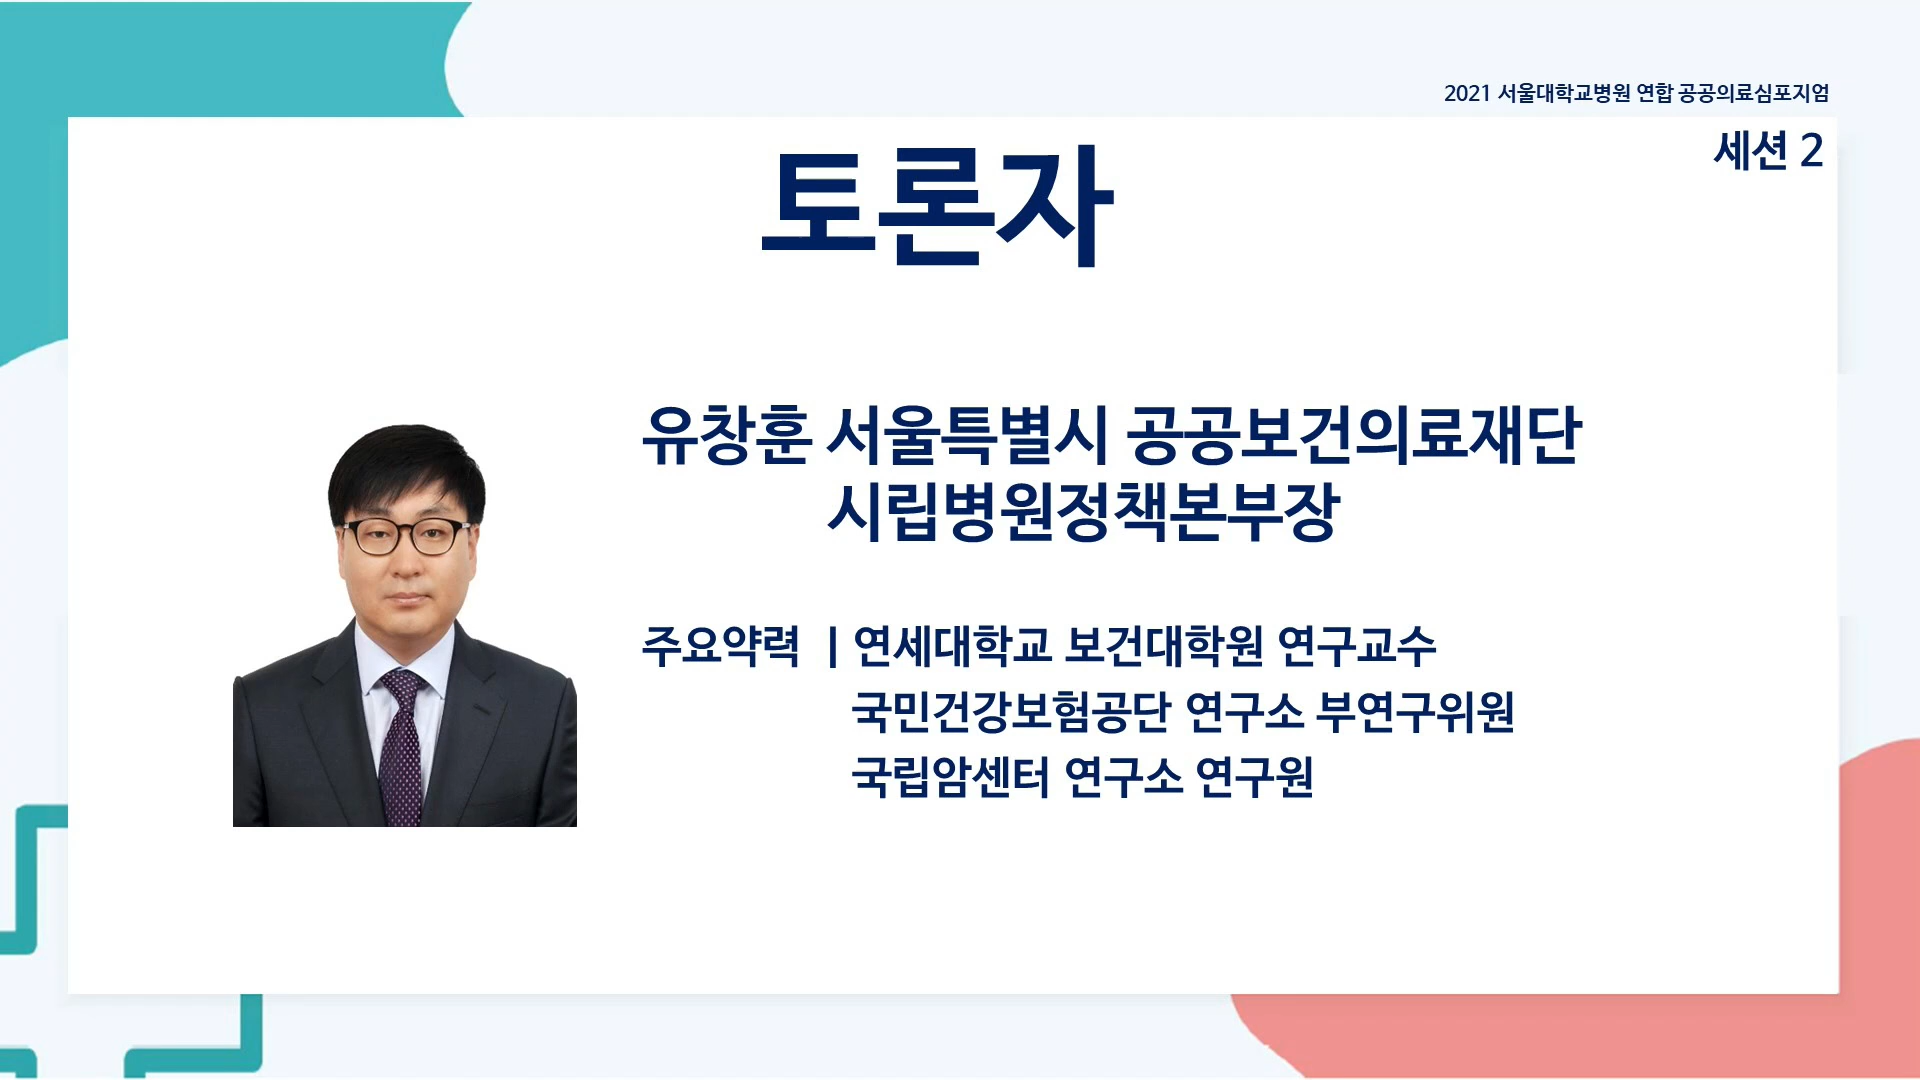 2021 서울대학교병원 연합 공공의료심포지엄
세션 2
토론자
유창훈 서울특별시 공공보건의료재단
시립병원정책본부장
주요약력 | 연세대학교 보건대학원 연구교수
국민건강보험공단 연구소 부연구위원
국립암센터 연구소 연구원